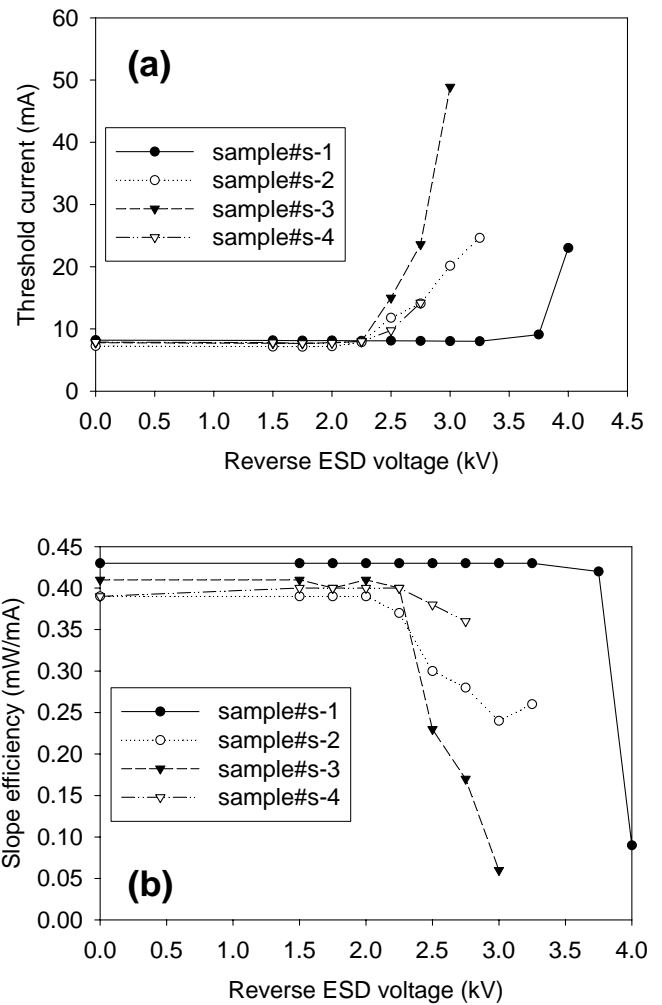 60
50
40
30
20
10
0
Threshold current (mA)
(a)
sample#s-1
sample#s-2
sample#s-3
sample#s-4
0.0 0.5 1.0 1.5 2.0 2.5 3.0 3.5 4.0 4.5
Reverse ESD voltage (kV)
0.45
0.40
0.35
0.30
0.25
0.20
0.15
0.10
0.05
0.00
Slope efficiency (mW/mA)
sample#s-1
sample#s-2
sample#s-3
sample#s-4
(b)
0.0 0.5 1.0 1.5 2.0 2.5 3.0 3.5 4.0
Reverse ESD voltage (kV)